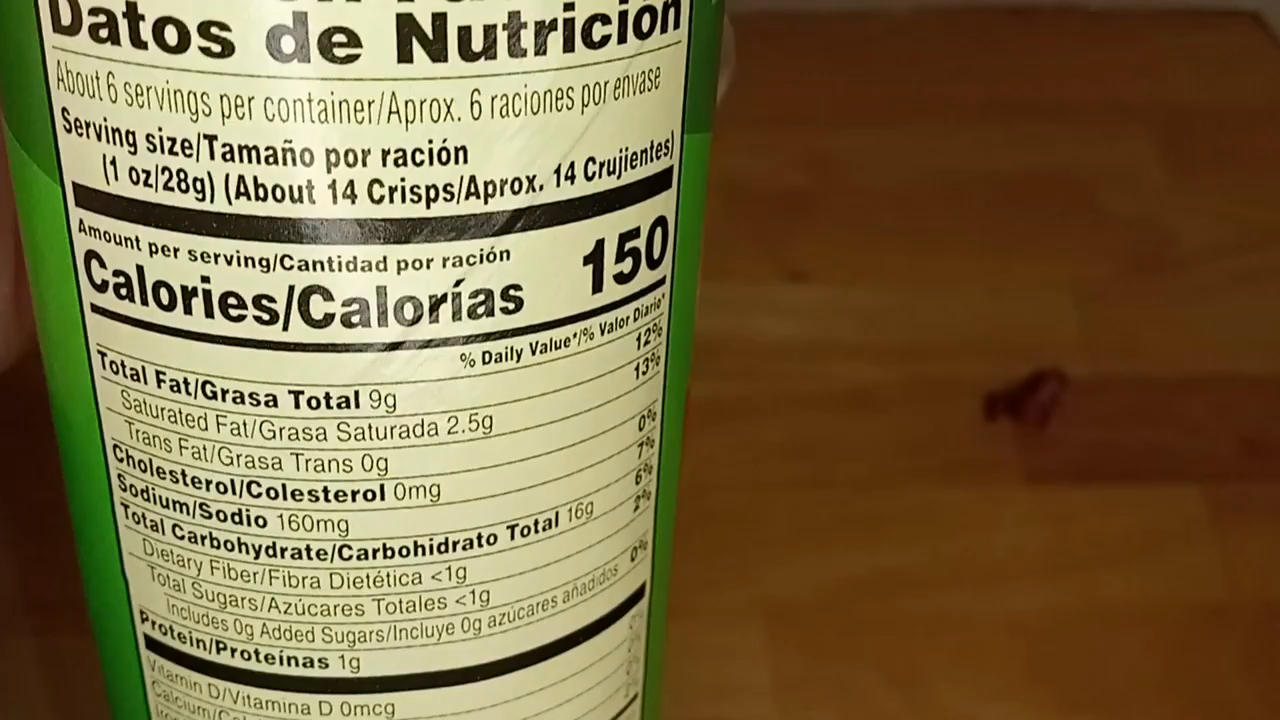 Datos de Nutrición
About 6 servings per container/Aprox. 6 raciones por envase
Serving size/Tamaño por ración
(1 oz/28g) (About 14 Crisps/Aprox. 14 Crujientes)
Amount per serving/Cantidad por ración
Calories/Calorías 150
% Daily Value*/% Valor Diario*
Total Fat/Grasa Total 9g 12%
Saturated Fat/Grasa Saturada 2.5g 13%
Trans Fat/Grasa Trans 0g
Cholesterol/Colesterol 0mg 0%
Sodium/Sodio 160mg 7%
Total Carbohydrate/Carbohidrato Total 16g 6%
Dietary Fiber/Fibra Dietética <1g 2%
Total Sugars/Azúcares Totales <1g
Includes 0g Added Sugars/Incluye 0g azúcares añadidos 0%
Protein/Proteínas 1g
Vitamin D/Vitamina D 0mcg